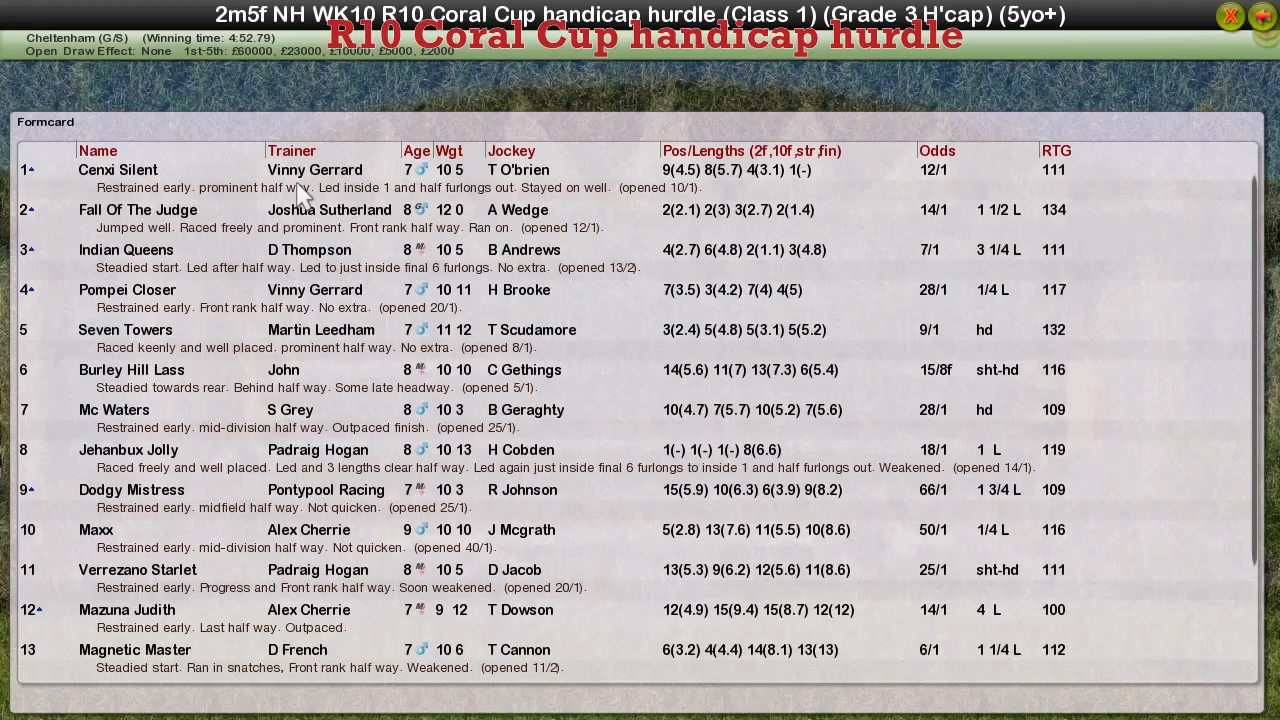 2m5f NH WK10 R10 Coral Cup handicap hurdle (Class 1) (Grade 3 H'cap) (5yo+)
R10 Coral Cup handicap hurdle
Cheltenham (G/S) (Winning time: 4:52.79)
Open Draw Effect: None 1st-5th: £60000, £23000, £10000, £5000, £2000
Formcard
Name Trainer Age Wgt Jockey Pos/Lengths (2f,10f,str,fin) Odds RTG
1 Cenxi Silent Vinny Gerrard 7 10 5 T O'brien 9(4.5) 8(5.7) 4(3.1) 1(-) 12/1 111
Restrained early. prominent half way. Led inside 1 and half furlongs out. Stayed on well. (opened 10/1).
2 Fall Of The Judge Joshua Sutherland 8 12 0 A Wedge 2(2.1) 2(3) 3(2.7) 2(1.4) 14/1 1 1/2 L 134
Jumped well. Raced freely and prominent. Front rank half way. Ran on. (opened 12/1).
3 Indian Queens D Thompson 8 10 5 B Andrews 4(2.7) 6(4.8) 2(1.1) 3(4.8) 7/1 3 1/4 L 111
Steadied start. Led after half way. Led to just inside final 6 furlongs. No extra. (opened 13/2).
4 Pompei Closer Vinny Gerrard 7 10 11 H Brooke 7(3.5) 3(4.2) 7(4) 4(5) 28/1 1/4 L 117
Restrained early. Front rank half way. No extra. (opened 20/1).
5 Seven Towers Martin Leedham 7 11 12 T Scudamore 3(2.4) 5(4.8) 5(3.1) 5(5.2) 9/1 hd 132
Raced keenly and well placed. prominent half way. No extra. (opened 8/1).
6 Burley Hill Lass John 8 10 10 C Gethings 14(5.6) 11(7) 13(7.3) 6(5.4) 15/8f sht-hd 116
Steadied towards rear. Behind half way. Some late headway. (opened 5/1).
7 Mc Waters S Grey 8 10 3 B Geraghty 10(4.7) 7(5.7) 10(5.2) 7(5.6) 28/1 hd 109
Restrained early. mid-division half way. Outpaced finish. (opened 25/1).
8 Jehanbux Jolly Padraig Hogan 8 10 13 H Cobden 1(-) 1(-) 1(-) 8(6.6) 18/1 1 L 119
Raced freely and well placed. Led and 3 lengths clear half way. Led again just inside final 6 furlongs to inside 1 and half furlongs out. Weakened. (opened 14/1).
9 Dodgy Mistress Pontypool Racing 7 10 3 R Johnson 15(5.9) 10(6.3) 6(3.9) 9(8.2) 66/1 1 3/4 L 109
Restrained early. midfield half way. Not quicken. (opened 25/1).
10 Maxx Alex Cherrie 9 10 10 J Mcgrath 5(2.8) 13(7.6) 11(5.5) 10(8.6) 50/1 1/4 L 116
Restrained early. mid-division half way. Not quicken. (opened 40/1).
11 Verrezano Starlet Padraig Hogan 8 10 5 D Jacob 13(5.3) 9(6.2) 12(5.6) 11(8.6) 25/1 sht-hd 111
Restrained early. Progress and Front rank half way. Soon weakened. (opened 20/1).
12 Mazuna Judith Alex Cherrie 7 9 12 T Dowson 12(4.9) 15(9.4) 15(8.7) 12(12) 14/1 4 L 100
Restrained early. Last half way. Outpaced.
13 Magnetic Master D French 7 10 6 T Cannon 6(3.2) 4(4.4) 14(8.1) 13(13) 6/1 1 1/4 L 112
Steadied start. Ran in snatches, Front rank half way. Weakened. (opened 11/2).